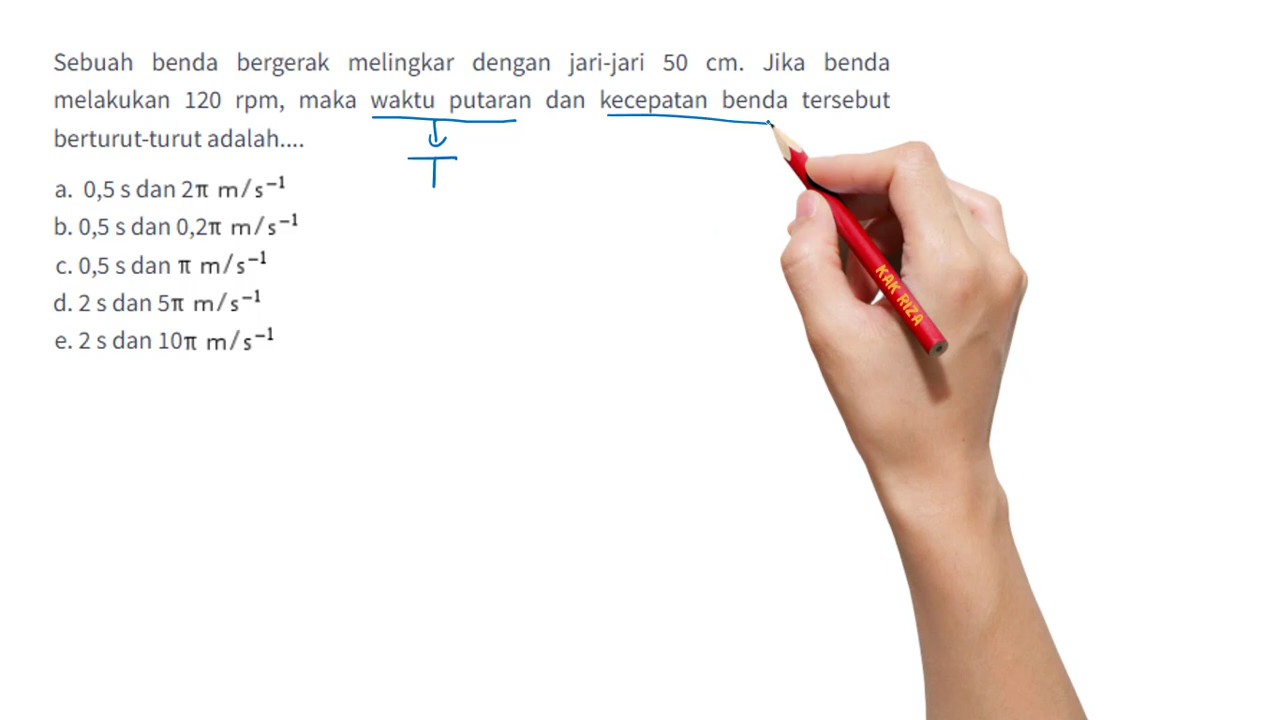 Sebuah benda bergerak melingkar dengan jari-jari 50 cm. Jika benda
melakukan 120 rpm, maka waktu putaran dan kecepatan benda tersebut
berturut-turut adalah....
T
a. 0,5 s dan 2π m/s⁻¹
b. 0,5 s dan 0,2π m/s⁻¹
c. 0,5 s dan π m/s⁻¹
d. 2 s dan 5π m/s⁻¹
e. 2 s dan 10π m/s⁻¹
KAK RIZA